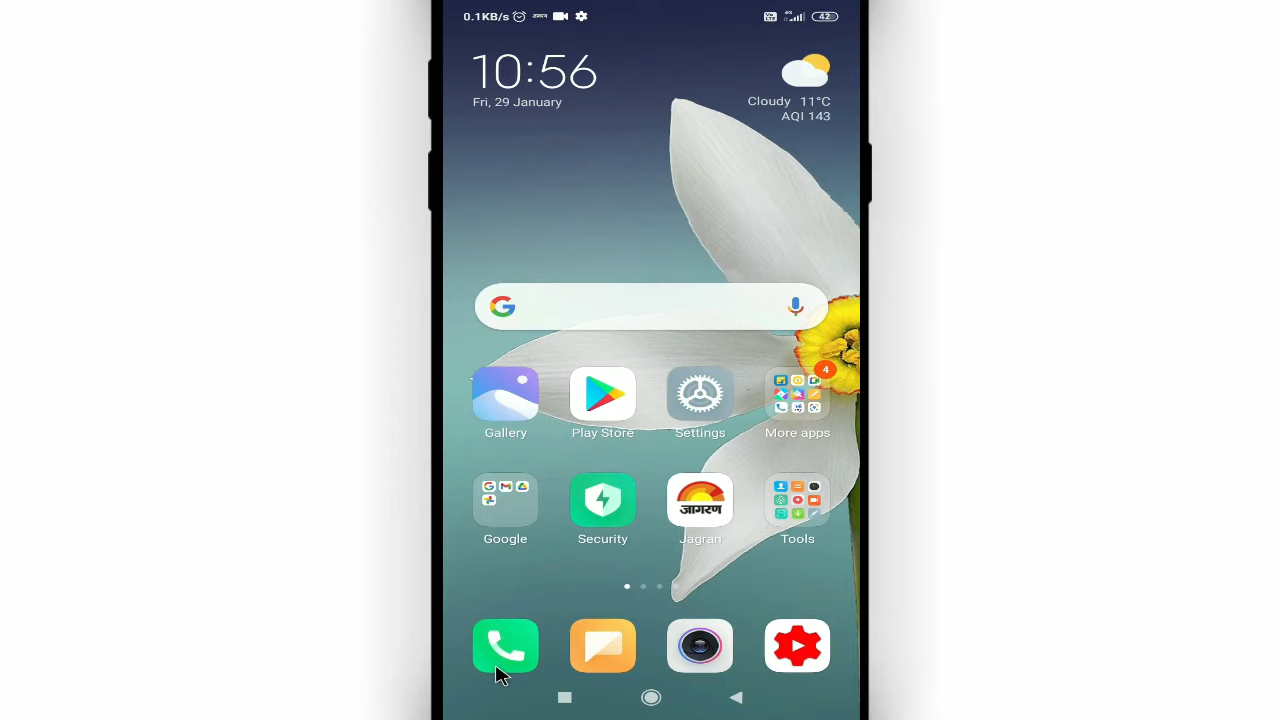 0.1KB/s
42
10:56
Fri, 29 January
Cloudy 11°C
AQI 143
4
Gallery
Play Store
Settings
More apps
Google
Security
जागरण
Jagran
Tools